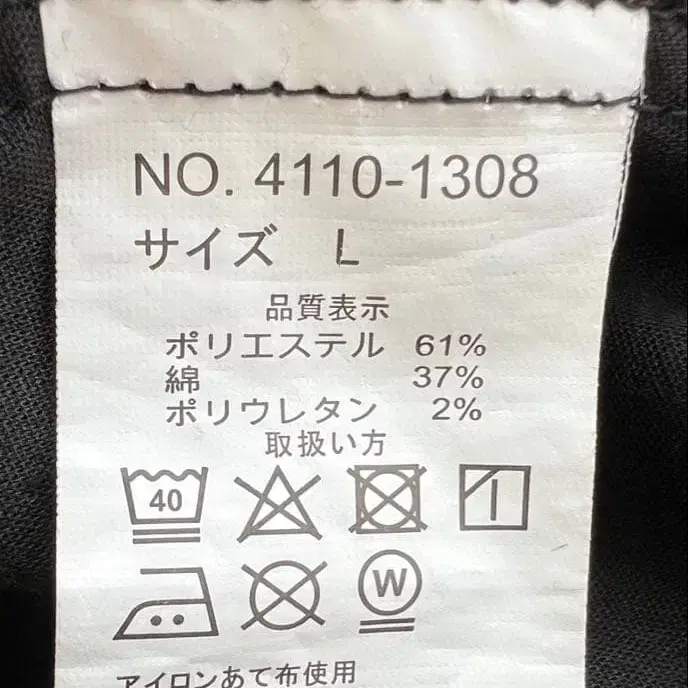 NO. 4110-1308
サイズ L
品質表示
ポリエステル 61%
綿 37%
ポリウレタン 2%
取扱い方
40
W
アイロンあて布使用